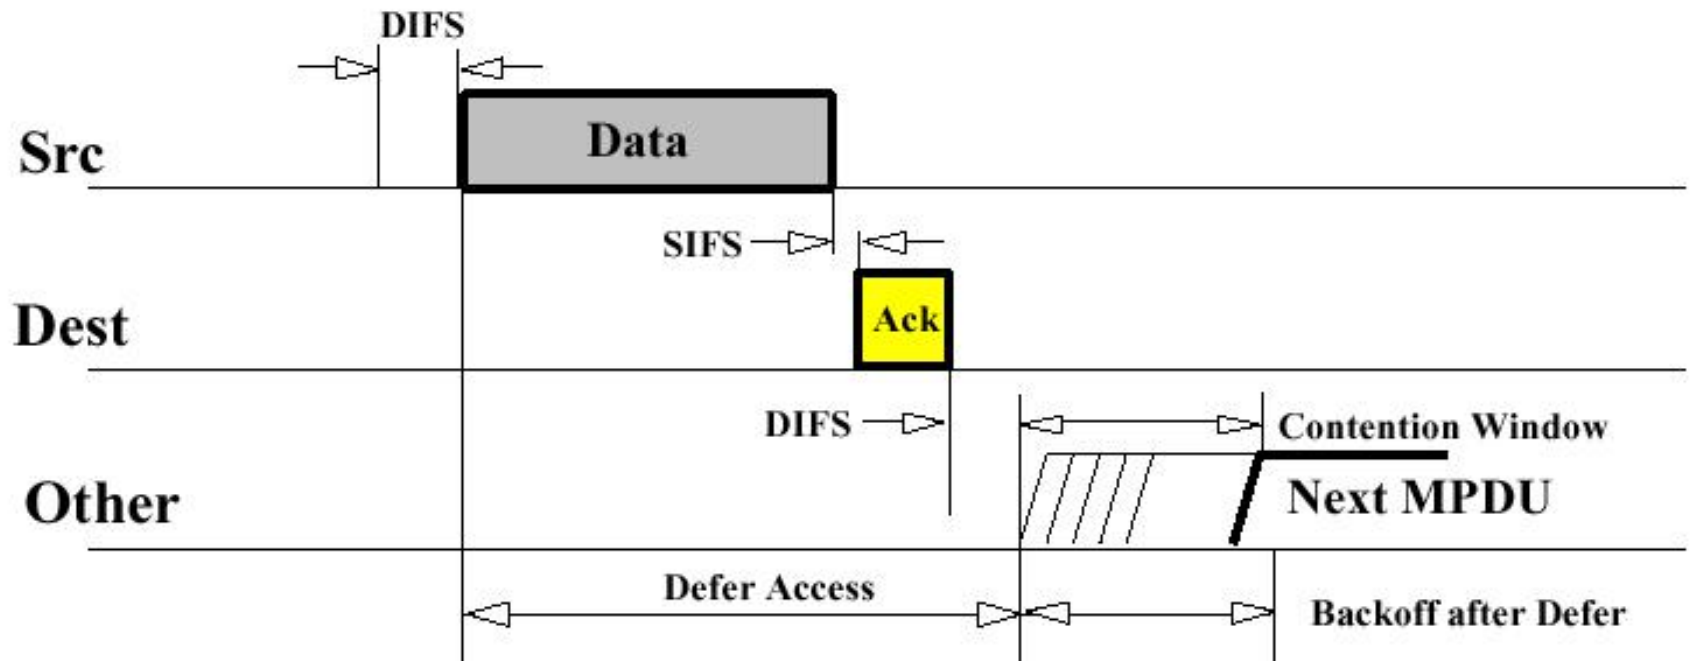 DIFS
Src
Data
SIFS
Dest
Ack
DIFS
Contention Window
Other
Next MPDU
Defer Access
Backoff after Defer